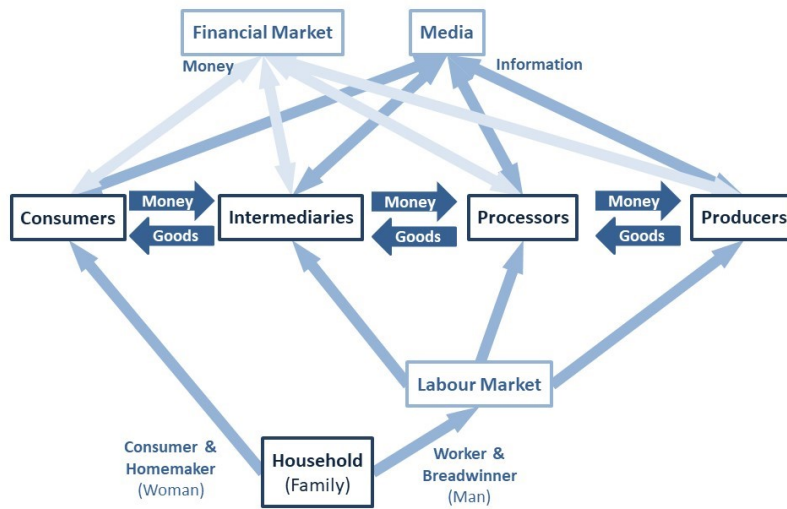 Financial Market
Media
Money
Information
Consumers
Money
Goods
Intermediaries
Money
Goods
Processors
Money
Goods
Producers
Labour Market
Consumer &
Homemaker
(Woman)
Household
(Family)
Worker &
Breadwinner
(Man)